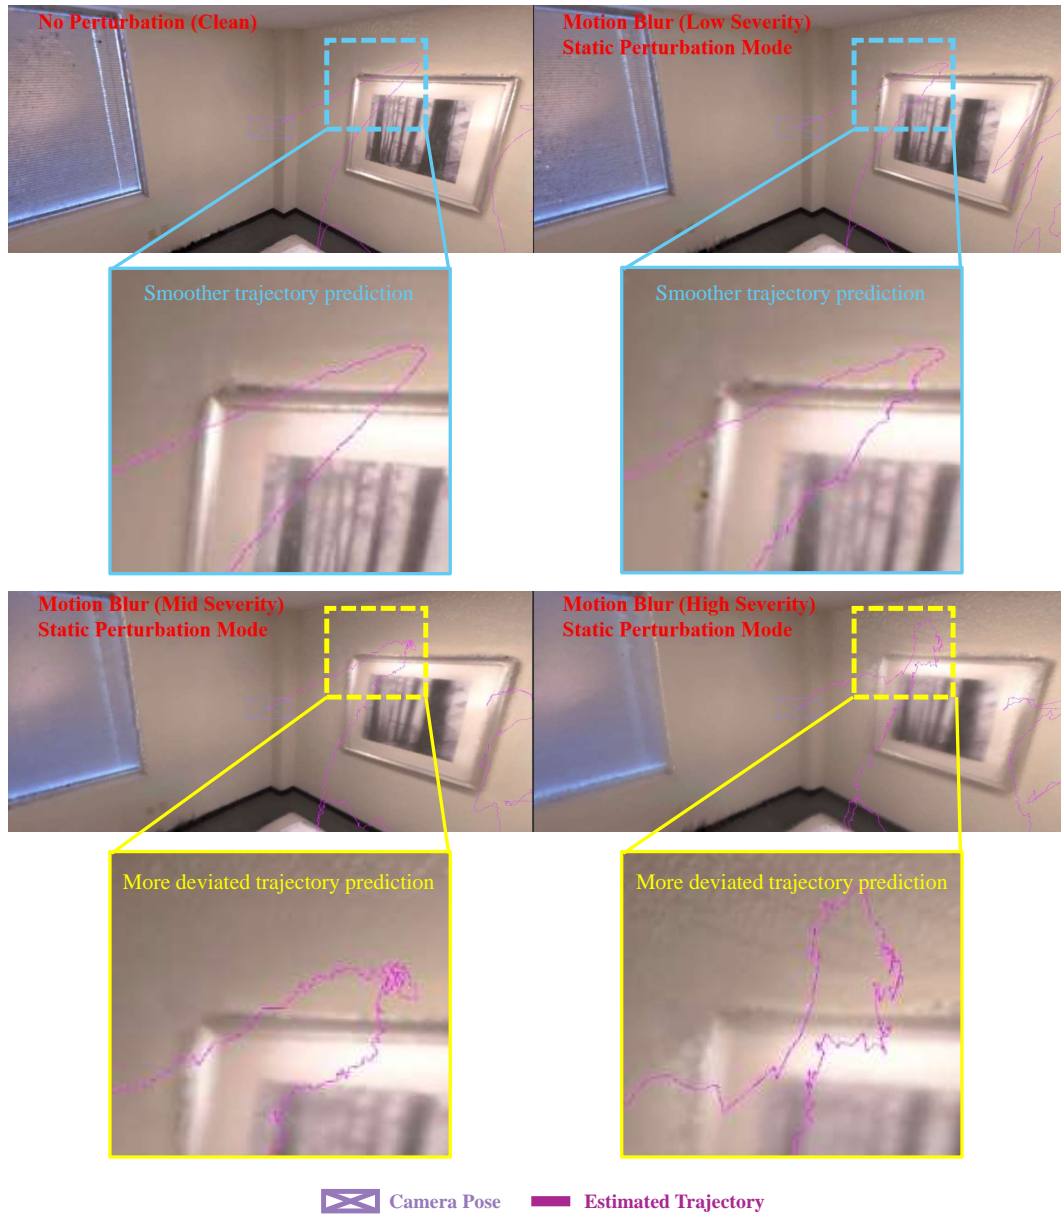 No Perturbation (Clean)
Motion Blur (Low Severity)
Static Perturbation Mode
Smoother trajectory prediction
Smoother trajectory prediction
Motion Blur (Mid Severity)
Static Perturbation Mode
Motion Blur (High Severity)
Static Perturbation Mode
More deviated trajectory prediction
More deviated trajectory prediction
Camera Pose
Estimated Trajectory